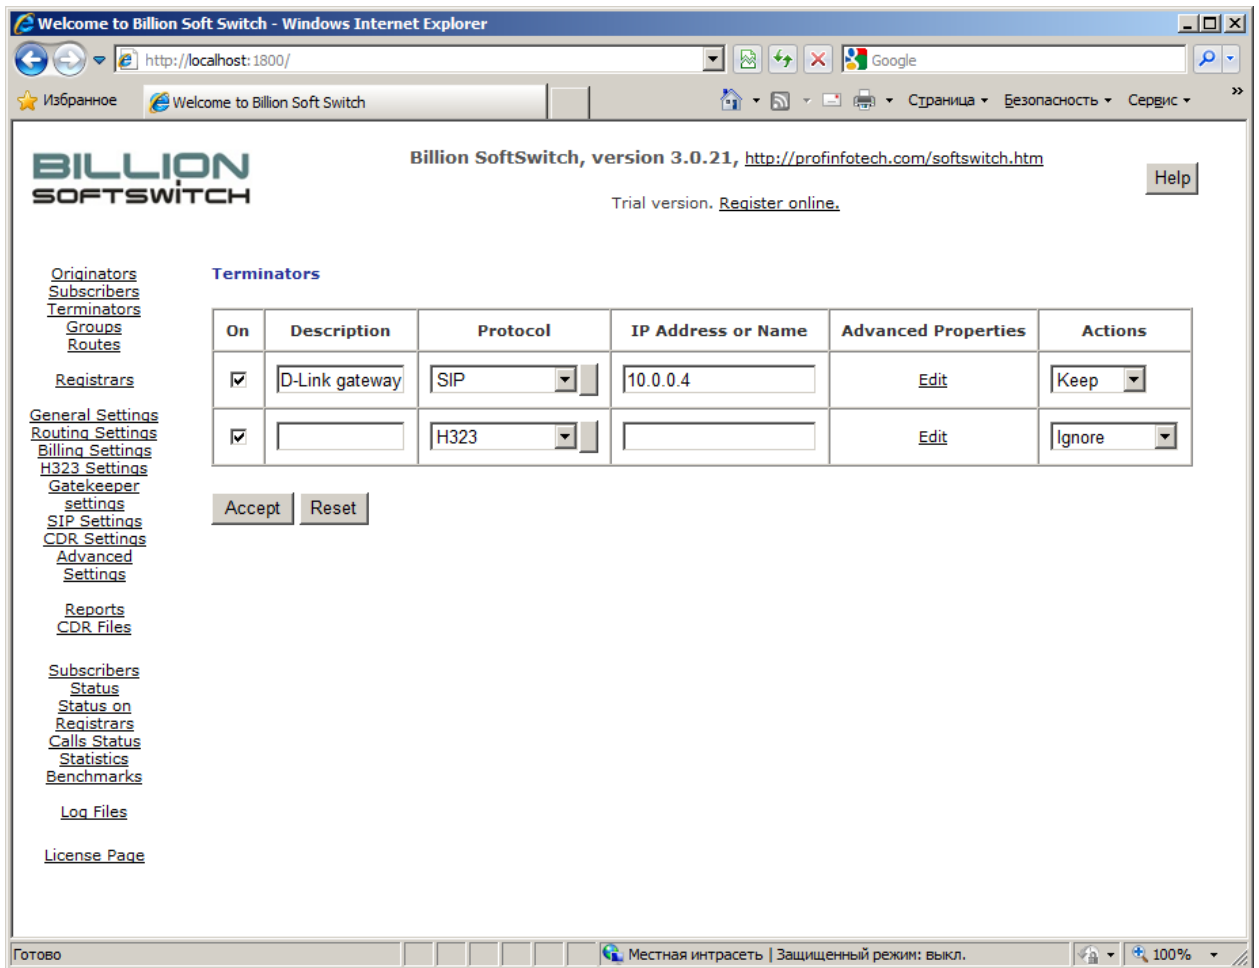 Welcome to Billion Soft Switch - Windows Internet Explorer
http://localhost:1800/
Google
Избранное
Welcome to Billion Soft Switch
Страница
Безопасность
Сервис
»
BILLION
SOFTSWITCH
Billion SoftSwitch, version 3.0.21, http://profinfotech.com/softswitch.htm
Trial version. Register online.
Help
Originators
Subscribers
Terminators
Groups
Routes
Registrars
General Settings
Routing Settings
Billing Settings
H323 Settings
Gatekeeper
settings
SIP Settings
CDR Settings
Advanced
Settings
Reports
CDR Files
Subscribers
Status
Status on
Registrars
Calls Status
Statistics
Benchmarks
Log Files
License Page
Terminators
On Description Protocol IP Address or Name Advanced Properties Actions
D-Link gateway SIP 10.0.0.4 Edit Keep
H323 Edit Ignore
Accept Reset
Готово
Местная интрасеть | Защищенный режим: выкл.
100%